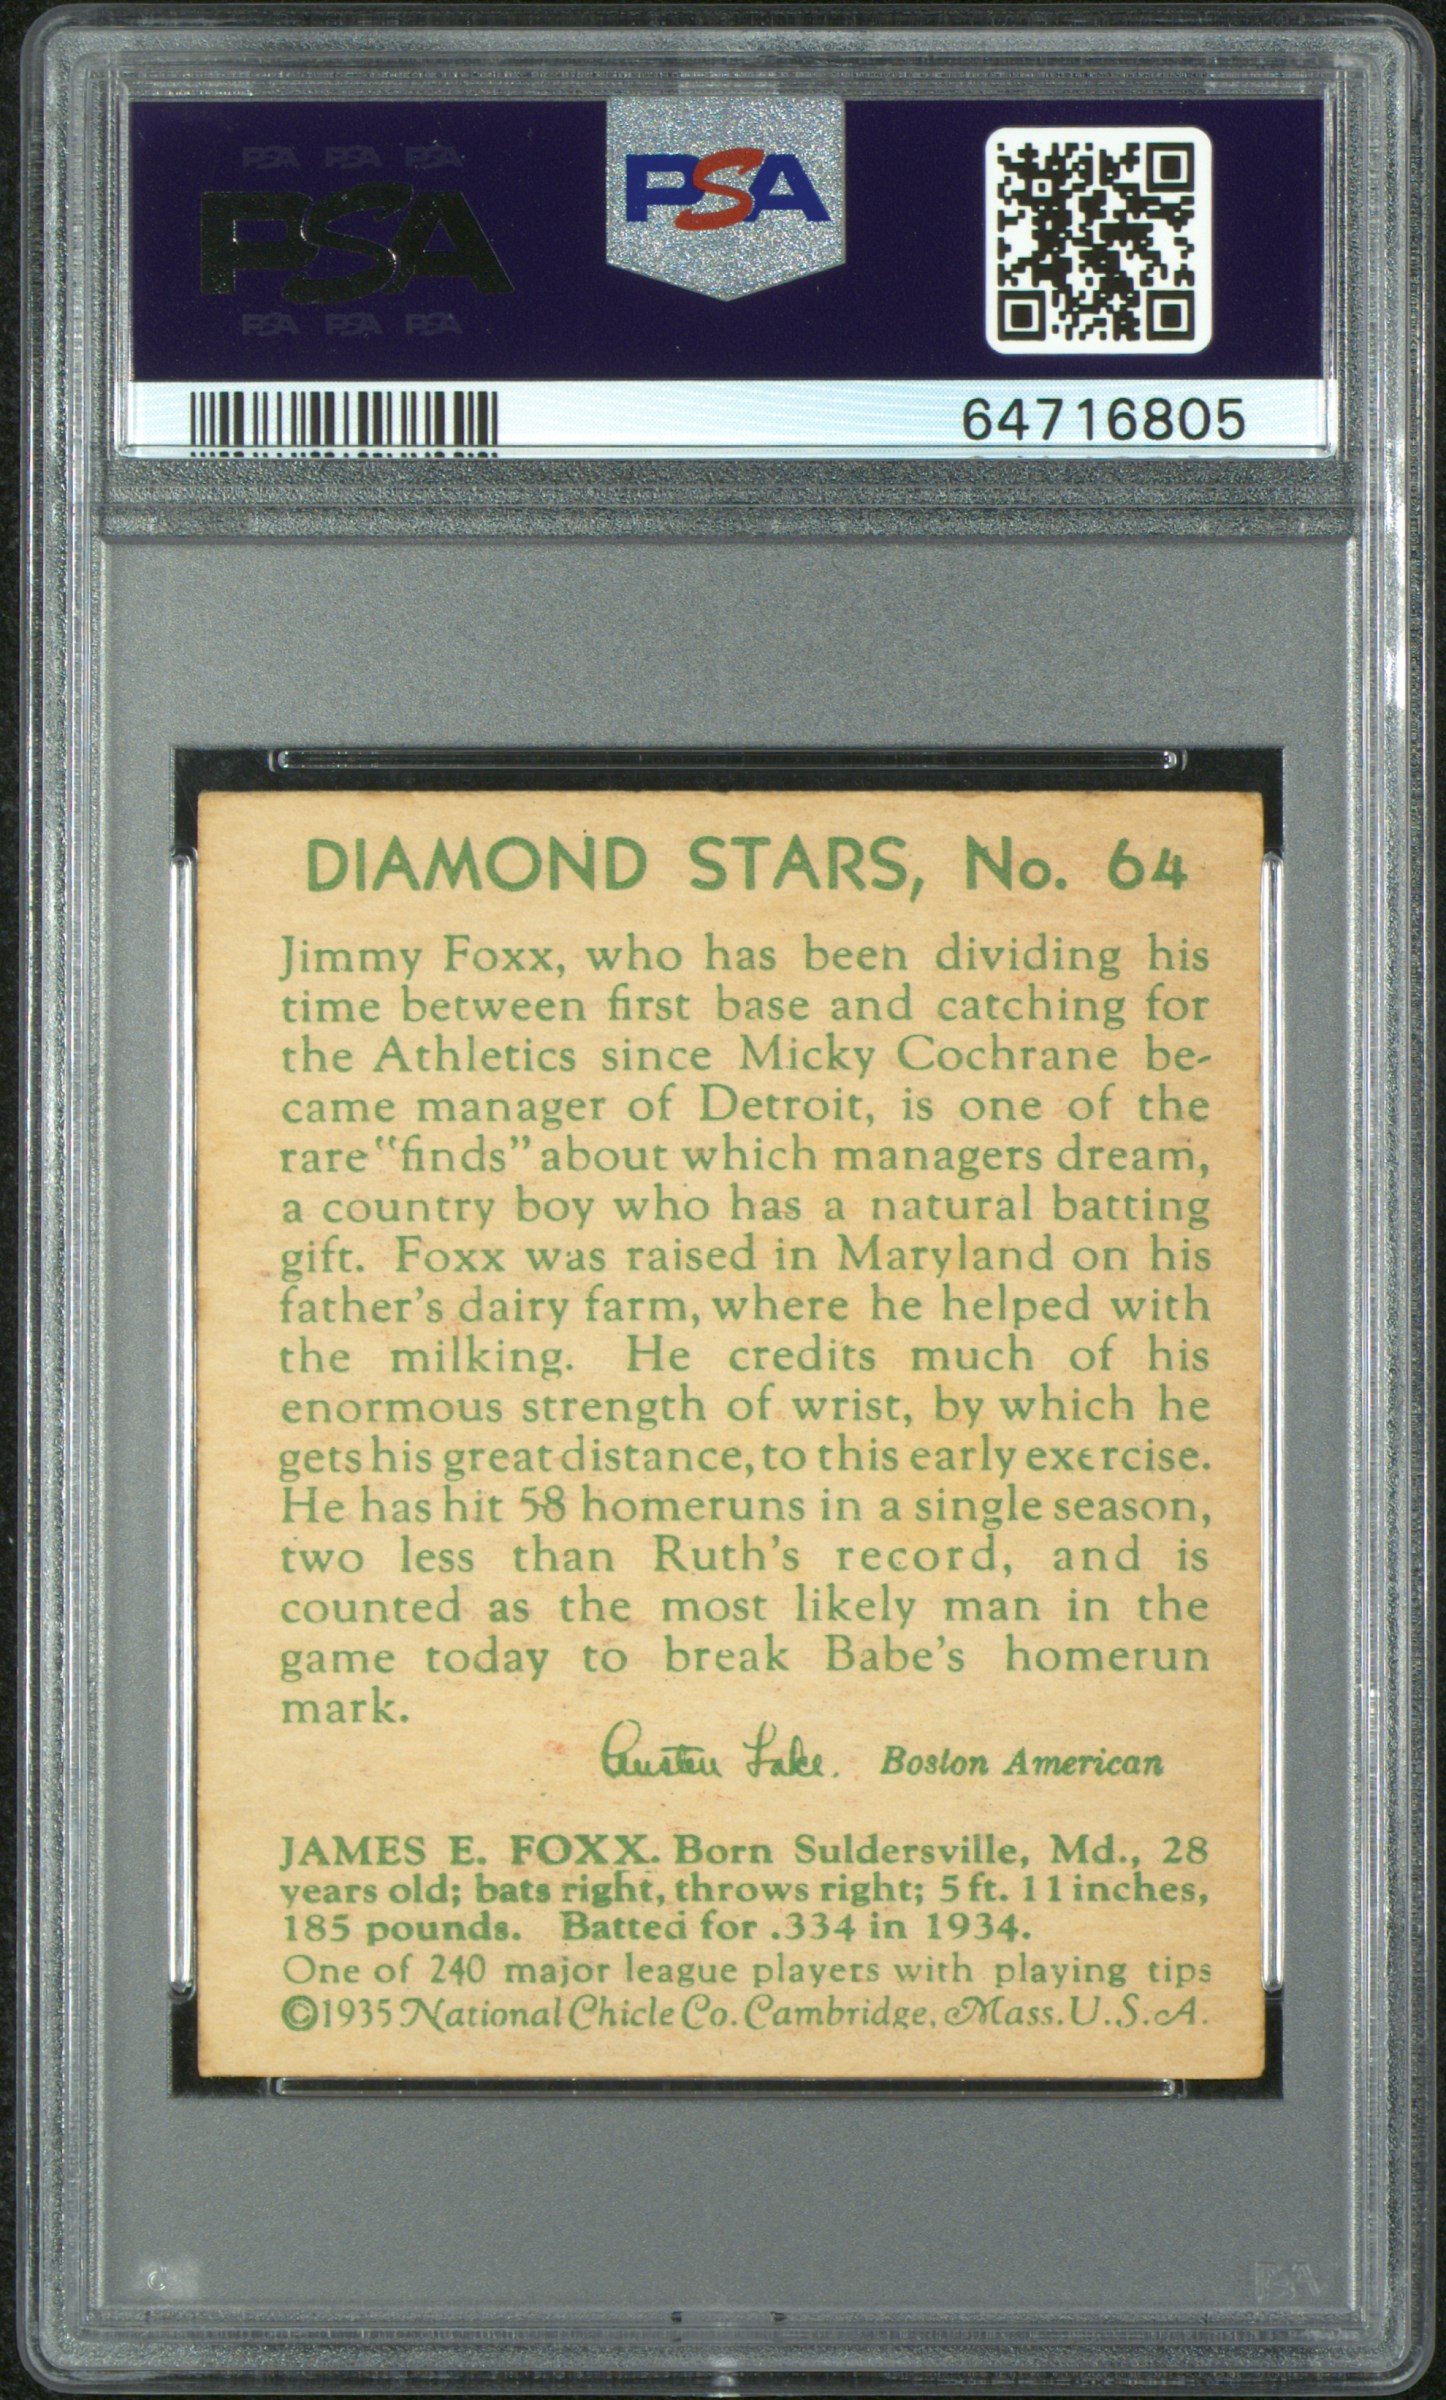 PSA PSA PSA
PSA
PSA PSA PSA
PSA
64716805
DIAMOND STARS, No. 64
Jimmy Foxx, who has been dividing his
time between first base and catching for
the Athletics since Micky Cochrane be-
came manager of Detroit, is one of the
rare "finds" about which managers dream,
a country boy who has a natural batting
gift. Foxx was raised in Maryland on his
father's dairy farm, where he helped with
the milking. He credits much of his
enormous strength of wrist, by which he
gets his great distance, to this early exercise.
He has hit 58 homeruns in a single season,
two less than Ruth's record, and is
counted as the most likely man in the
game today to break Babe's homerun
mark.
Austen Lake. Boston American
JAMES E. FOXX. Born Suldersville, Md., 28
years old; bats right, throws right; 5 ft. 11 inches,
185 pounds. Batted for .334 in 1934.
One of 240 major league players with playing tips
©1935 National Chicle Co. Cambridge, Mass. U.S.A.
PSA